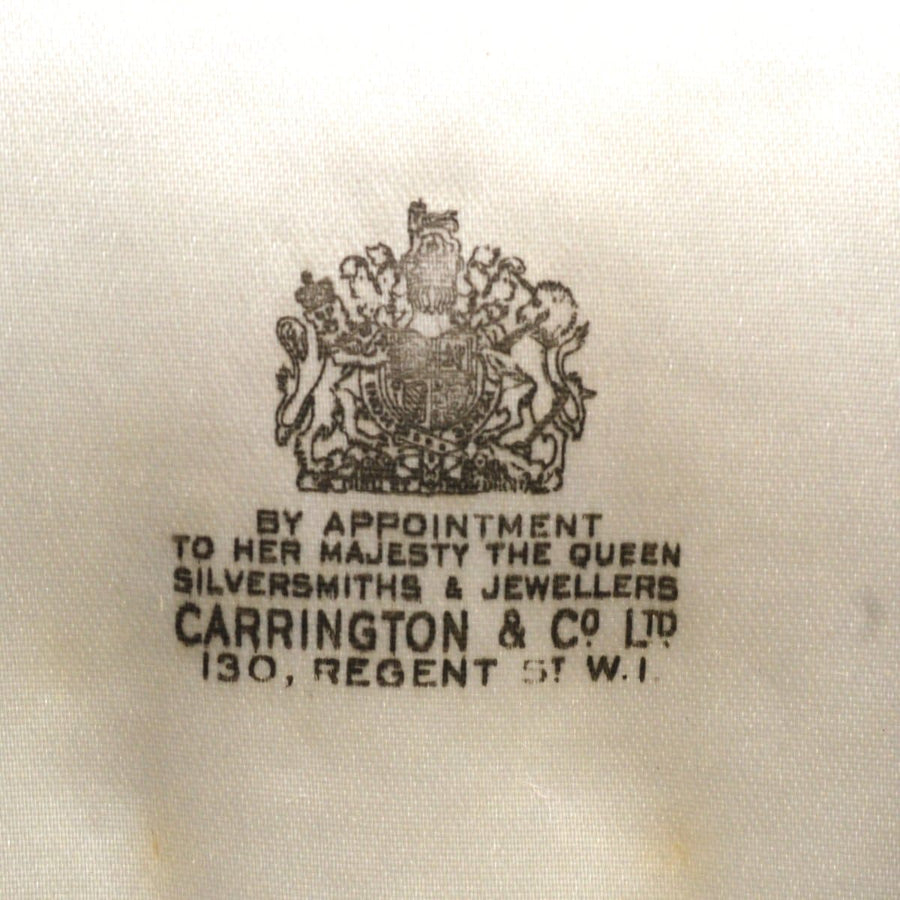 BY APPOINTMENT
TO HER MAJESTY THE QUEEN
SILVERSMITHS & JEWELLERS
CARRINGTON & Cº LTD
130, REGENT ST W.1.